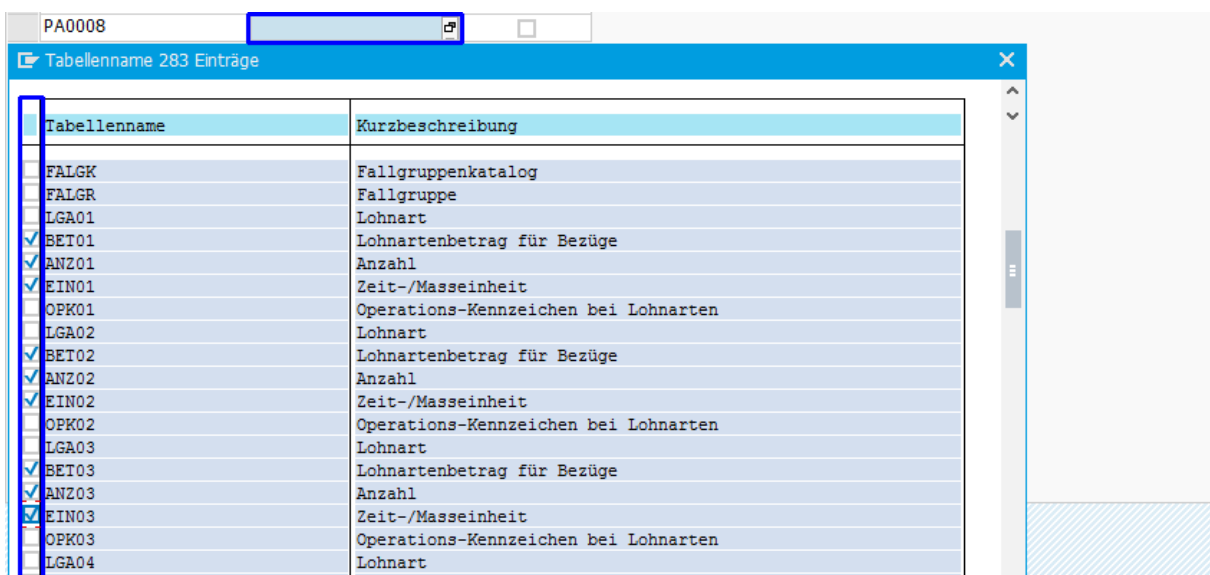 PA0008
Tabellenname 283 Einträge
Tabellenname Kurzbeschreibung
FALGK Fallgruppenkatalog
FALGR Fallgruppe
LGA01 Lohnart
BET01 Lohnartenbetrag für Bezüge
ANZ01 Anzahl
EIN01 Zeit-/Masseinheit
OPK01 Operations-Kennzeichen bei Lohnarten
LGA02 Lohnart
BET02 Lohnartenbetrag für Bezüge
ANZ02 Anzahl
EIN02 Zeit-/Masseinheit
OPK02 Operations-Kennzeichen bei Lohnarten
LGA03 Lohnart
BET03 Lohnartenbetrag für Bezüge
ANZ03 Anzahl
EIN03 Zeit-/Masseinheit
OPK03 Operations-Kennzeichen bei Lohnarten
LGA04 Lohnart